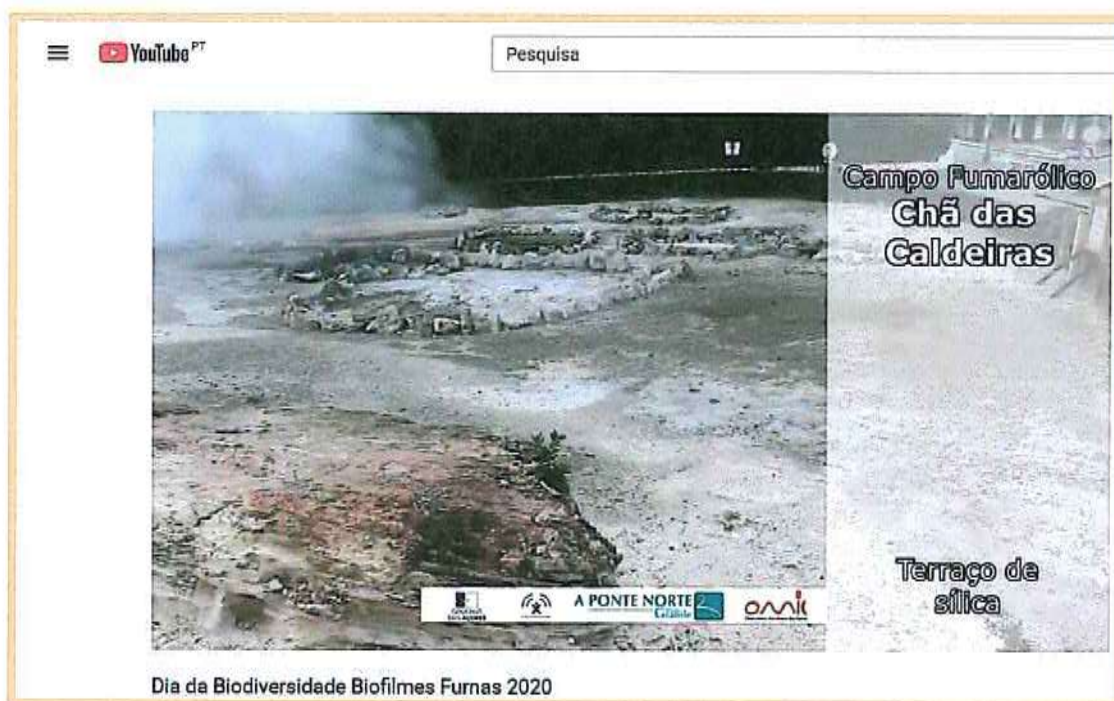 YouTube PT
Pesquisa
Campo Fumarólico
Chã das
Caldeiras
Terraço de
sílica
A PONTE NORTE
Dia da Biodiversidade Biofilmes Furnas 2020